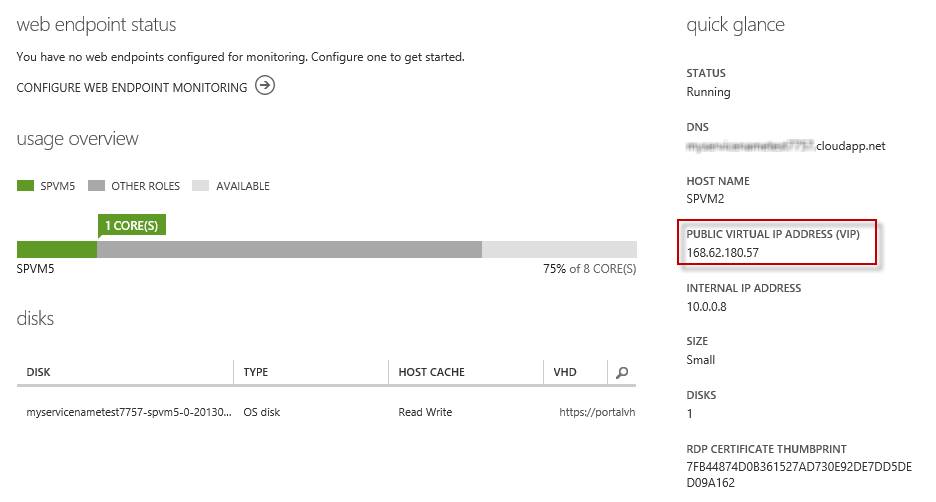 web endpoint status
You have no web endpoints configured for monitoring. Configure one to get started.
CONFIGURE WEB ENDPOINT MONITORING
usage overview
SPVM5 OTHER ROLES AVAILABLE
1 CORE(S)
SPVM5 75% of 8 CORE(S)
disks
DISK TYPE HOST CACHE VHD
myservicenametest7757-spvm5-0-20130... OS disk Read Write https://portalvh
quick glance
STATUS
Running
DNS
.cloudapp.net
HOST NAME
SPVM2
PUBLIC VIRTUAL IP ADDRESS (VIP)
168.62.180.57
INTERNAL IP ADDRESS
10.0.0.8
SIZE
Small
DISKS
1
RDP CERTIFICATE THUMBPRINT
7FB44874D0B361527AD730E92DE7DD5DE
D09A162